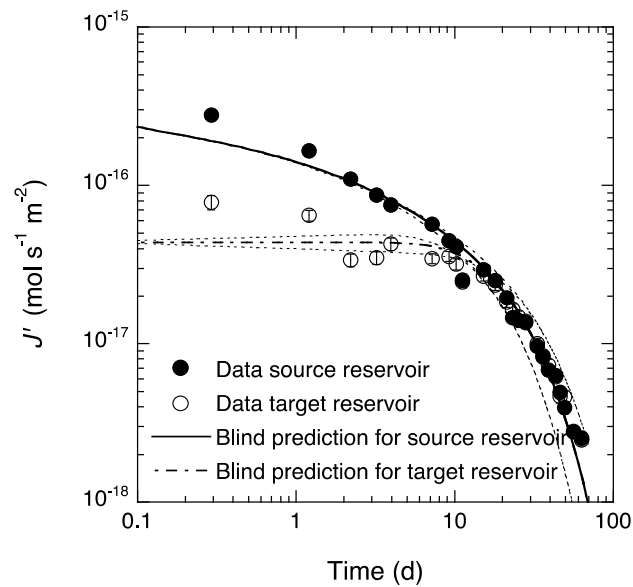 10⁻¹⁵
10⁻¹⁶
10⁻¹⁷
10⁻¹⁸
J' (mol s⁻¹ m⁻²)
Data source reservoir
Data target reservoir
Blind prediction for source reservoir
Blind prediction for target reservoir
0.1 1 10 100
Time (d)